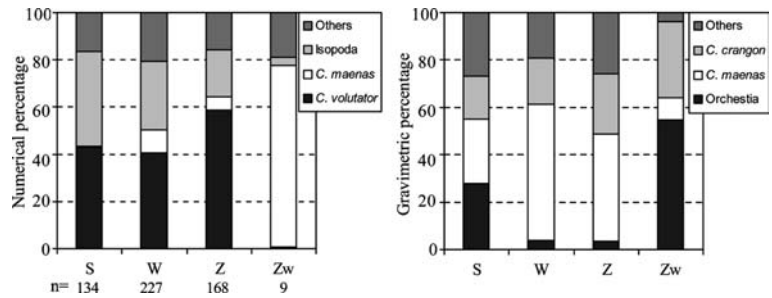 Numerical percentage
100
80
60
40
20
0
Others
Isopoda
C. maenas
C. volutator
S W Z Zw
n= 134 227 168 9
Gravimetric percentage
100
80
60
40
20
0
Others
C. crangon
C. maenas
Orchestia
S W Z Zw